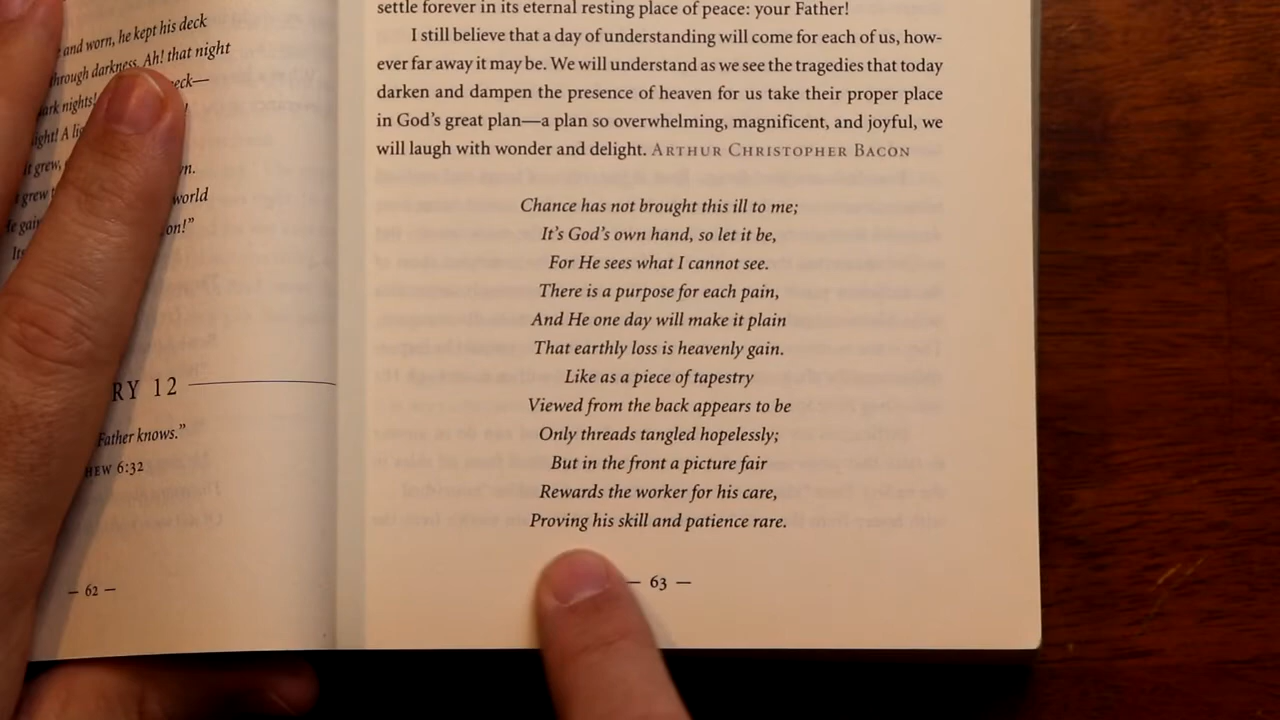 and worn, he kept his deck
through darkness. Ah! that night
nights!
ight! A
it grew,
grew world
on!"
RY 12
Father knows."
HEW 6:32
— 62 —
settle forever in its eternal resting place of peace: your Father!
I still believe that a day of understanding will come for each of us, how-
ever far away it may be. We will understand as we see the tragedies that today
darken and dampen the presence of heaven for us take their proper place
in God's great plan—a plan so overwhelming, magnificent, and joyful, we
will laugh with wonder and delight. ARTHUR CHRISTOPHER BACON
Chance has not brought this ill to me;
It's God's own hand, so let it be,
For He sees what I cannot see.
There is a purpose for each pain,
And He one day will make it plain
That earthly loss is heavenly gain.
Like as a piece of tapestry
Viewed from the back appears to be
Only threads tangled hopelessly;
But in the front a picture fair
Rewards the worker for his care,
Proving his skill and patience rare.
— 63 —